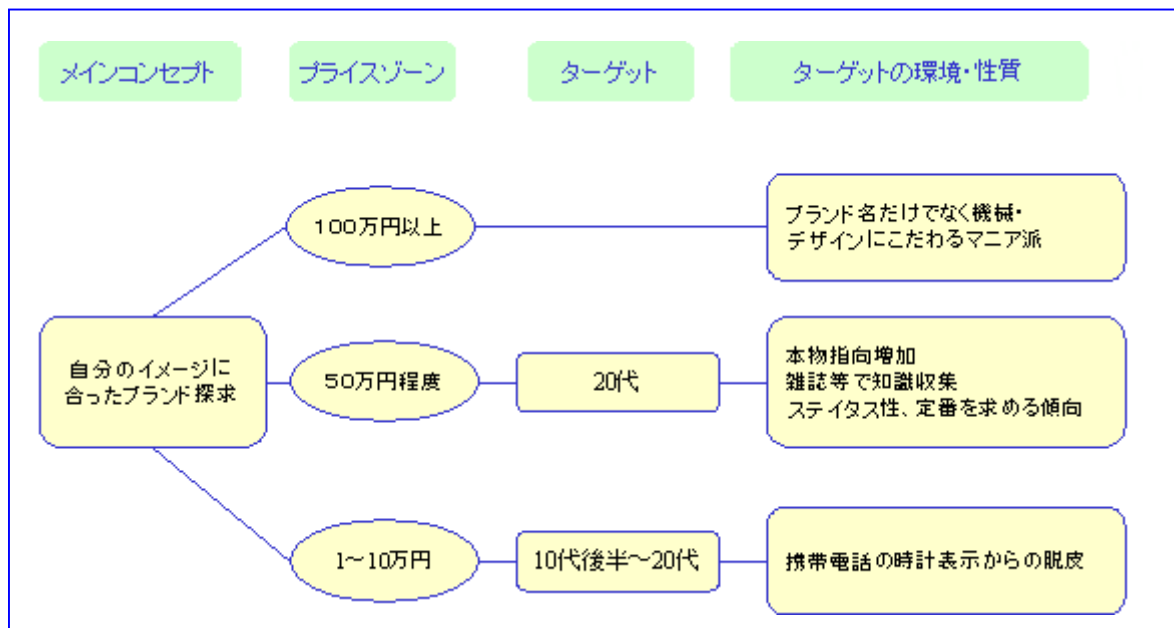 メインコンセプト
プライスゾーン
ターゲット
ターゲットの環境・性質
100万円以上
ブランド名だけでなく機械・
デザインにこだわるマニア派
自分のイメージに
合ったブランド探求
50万円程度
20代
本物指向増加
雑誌等で知識収集
ステイタス性、定番を求める傾向
1～10万円
10代後半～20代
携帯電話の時計表示からの脱皮